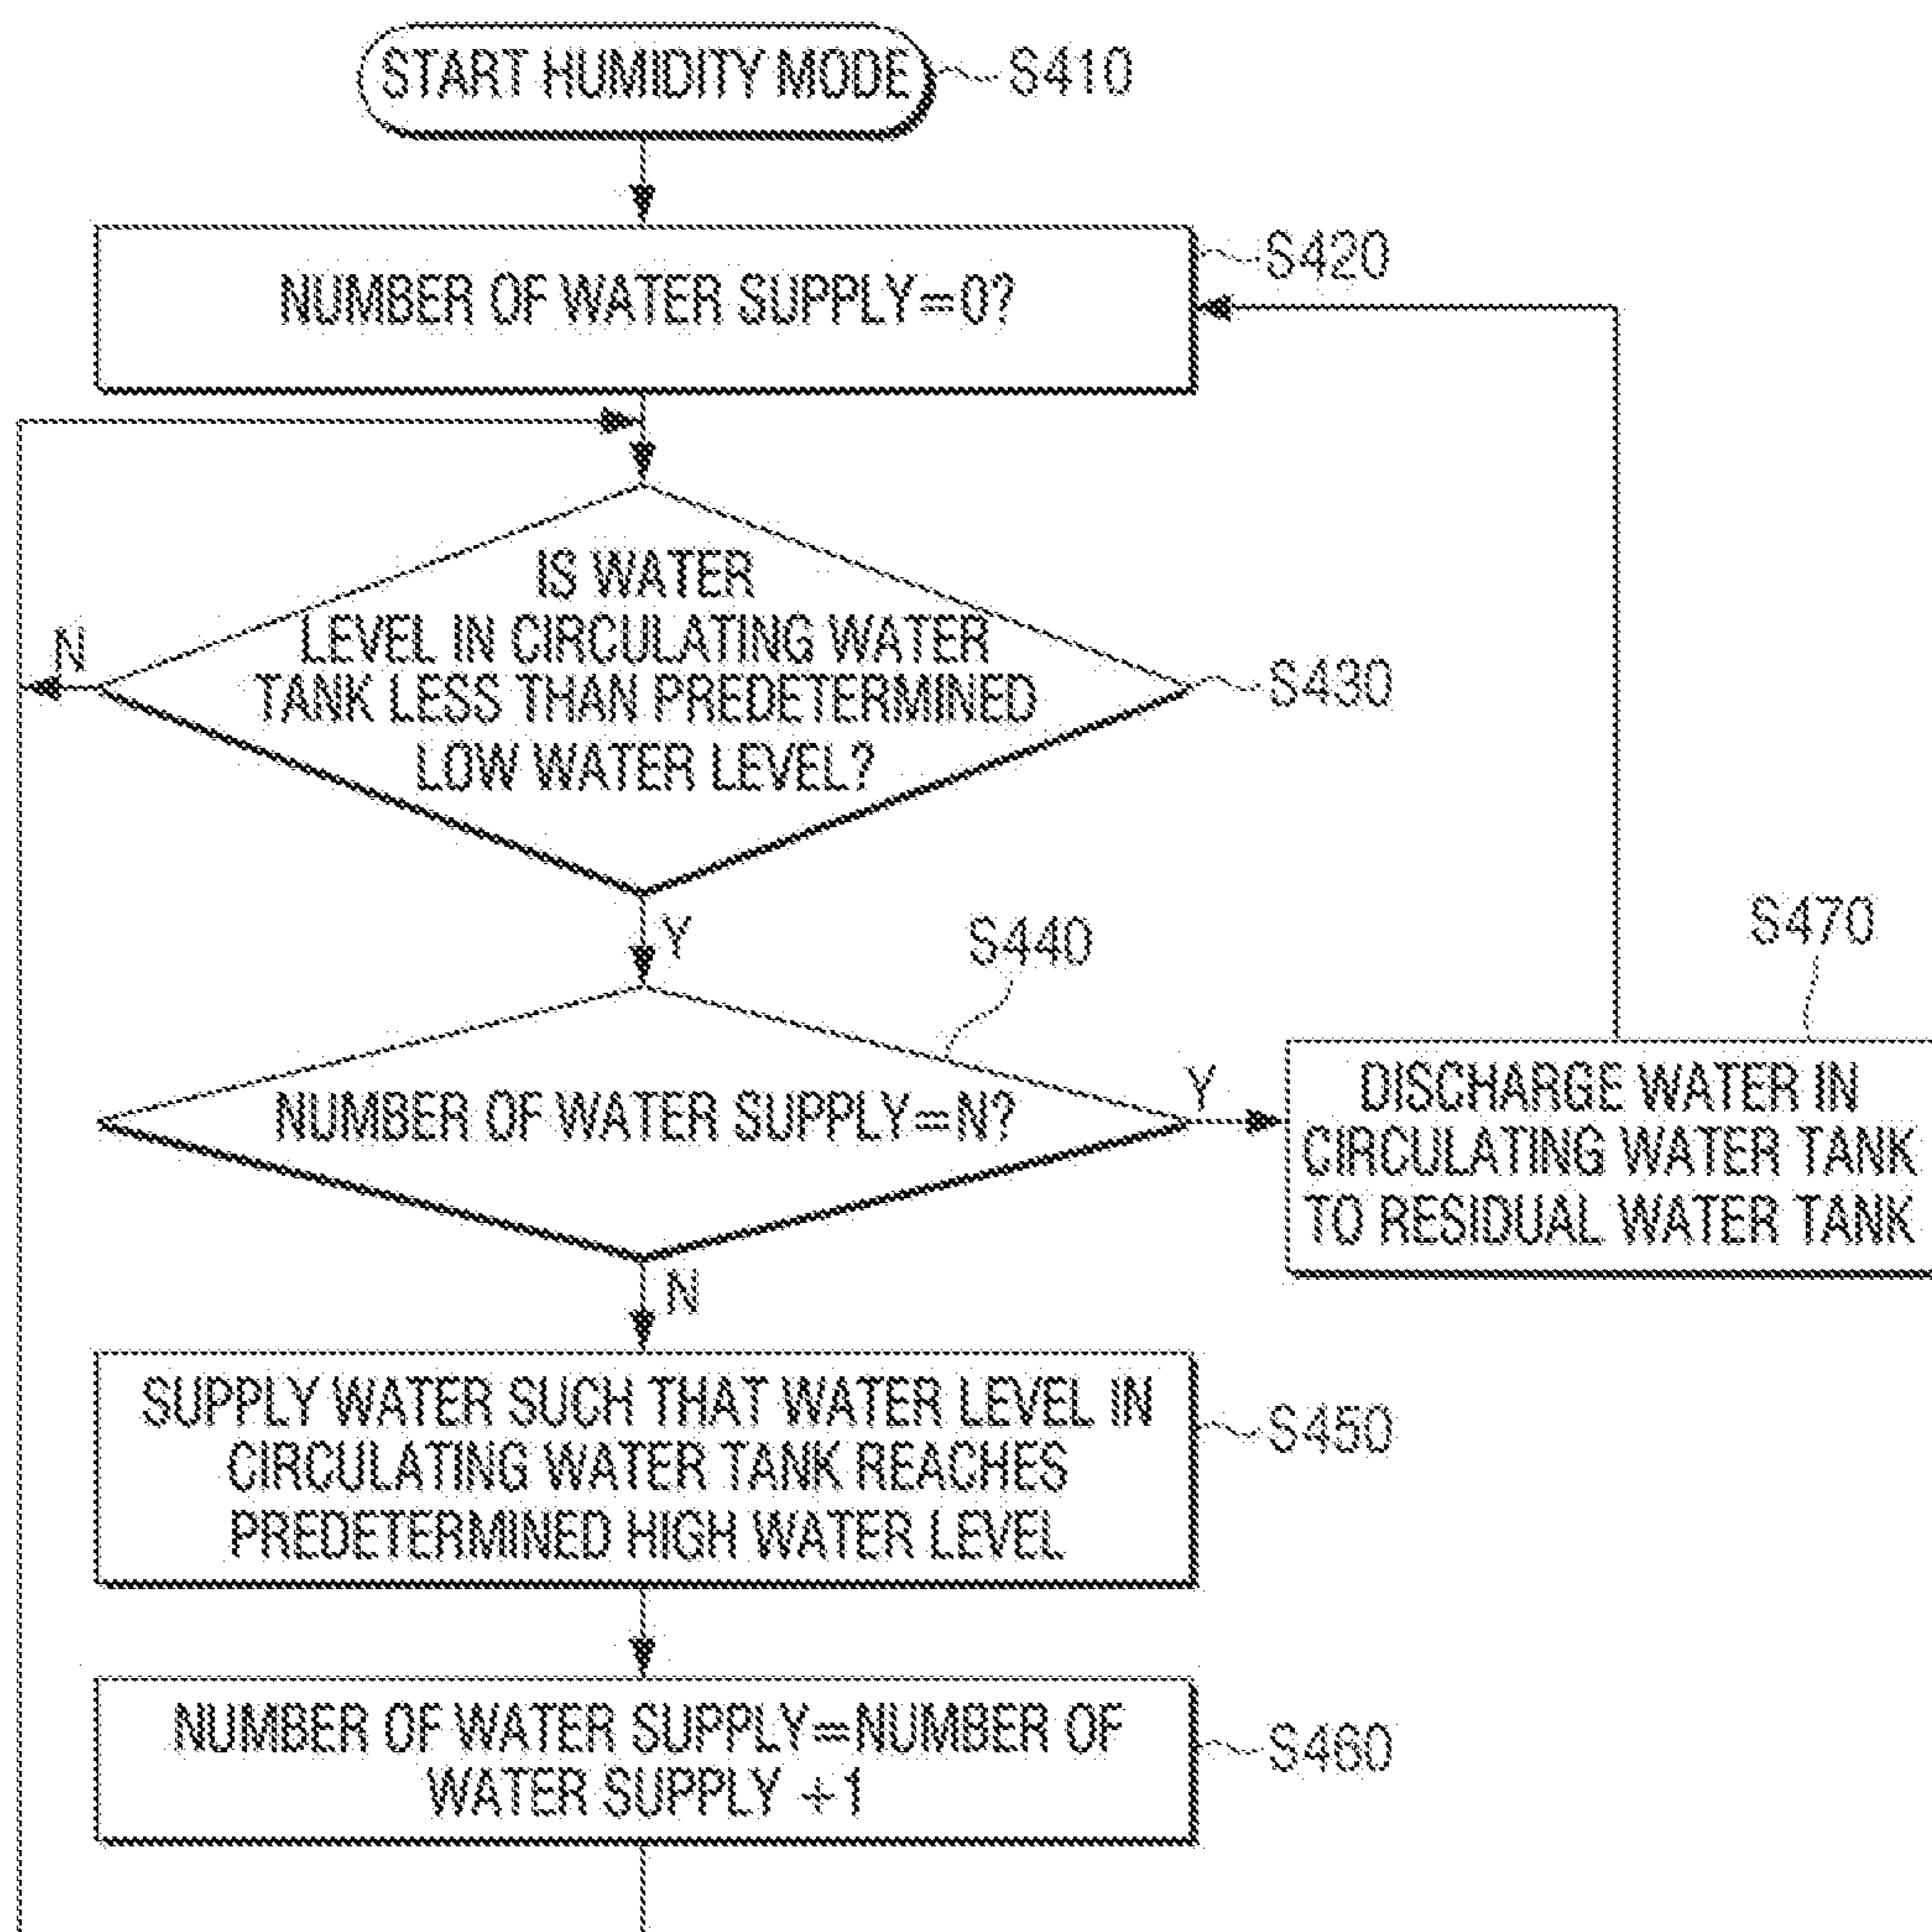 START HUMIDITY MODE
S410
NUMBER OF WATER SUPPLY=0?
S420
IS WATER
LEVEL IN CIRCULATING WATER
TANK LESS THAN PREDETERMINED
LOW WATER LEVEL?
N
S430
Y
S440
NUMBER OF WATER SUPPLY=N?
Y
S470
DISCHARGE WATER IN
CIRCULATING WATER TANK
TO RESIDUAL WATER TANK
N
SUPPLY WATER SUCH THAT WATER LEVEL IN
CIRCULATING WATER TANK REACHES
PREDETERMINED HIGH WATER LEVEL
S450
NUMBER OF WATER SUPPLY=NUMBER OF
WATER SUPPLY +1
S460